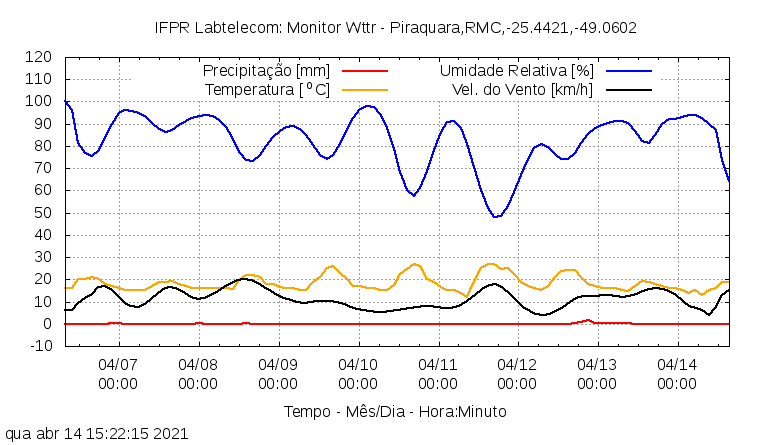 IFPR Labtelecom: Monitor Wttr - Piraquara,RMC,-25.4421,-49.0602
Precipitação [mm]
Temperatura [⁰C]
Umidade Relativa [%]
Vel. do Vento [km/h]
120
110
100
90
80
70
60
50
40
30
20
10
0
-10
04/07 04/08 04/09 04/10 04/11 04/12 04/13 04/14
00:00 00:00 00:00 00:00 00:00 00:00 00:00 00:00
Tempo - Mês/Dia - Hora:Minuto
qua abr 14 15:22:15 2021